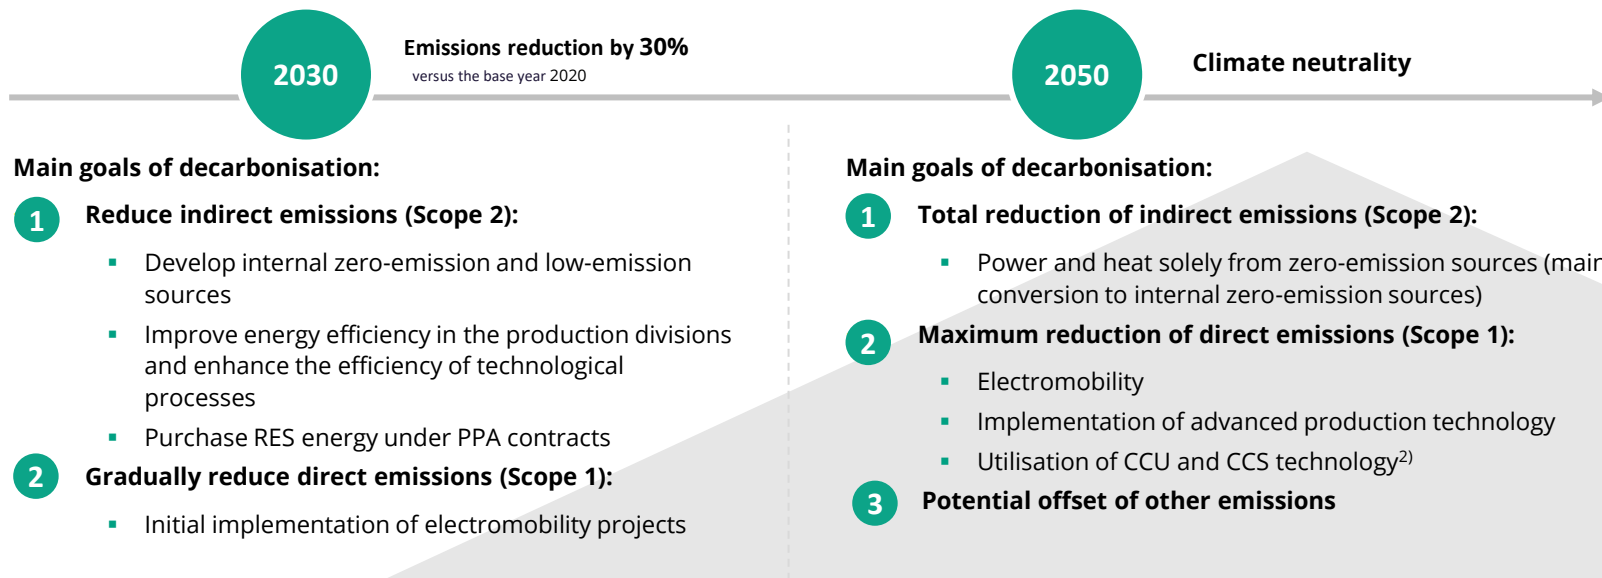 2030
Emissions reduction by 30%
versus the base year 2020
2050
Climate neutrality
Main goals of decarbonisation:
1
Reduce indirect emissions (Scope 2):
Develop internal zero-emission and low-emission
sources
Improve energy efficiency in the production divisions
and enhance the efficiency of technological
processes
Purchase RES energy under PPA contracts
2
Gradually reduce direct emissions (Scope 1):
Initial implementation of electromobility projects
Main goals of decarbonisation:
1
Total reduction of indirect emissions (Scope 2):
Power and heat solely from zero-emission sources (main
conversion to internal zero-emission sources)
2
Maximum reduction of direct emissions (Scope 1):
Electromobility
Implementation of advanced production technology
Utilisation of CCU and CCS technology2)
3
Potential offset of other emissions